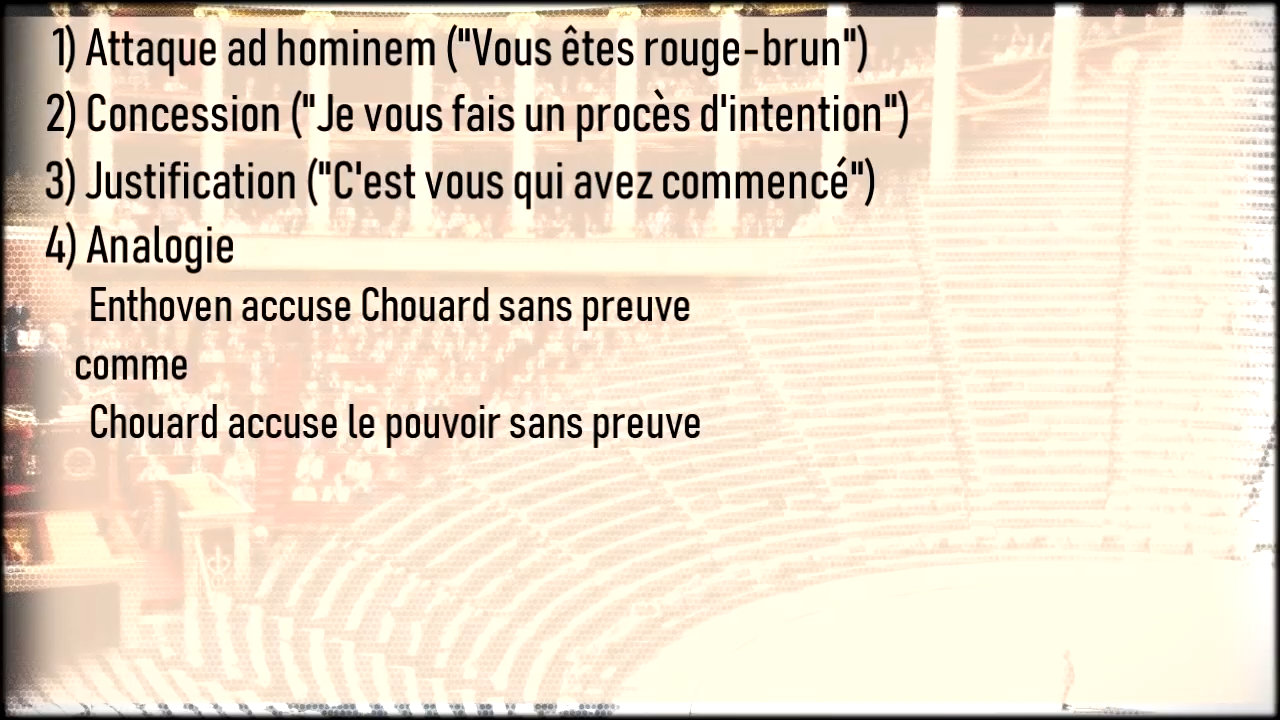 1) Attaque ad hominem ("Vous êtes rouge-brun")
2) Concession ("Je vous fais un procès d'intention")
3) Justification ("C'est vous qui avez commencé")
4) Analogie
Enthoven accuse Chouard sans preuve
comme
Chouard accuse le pouvoir sans preuve